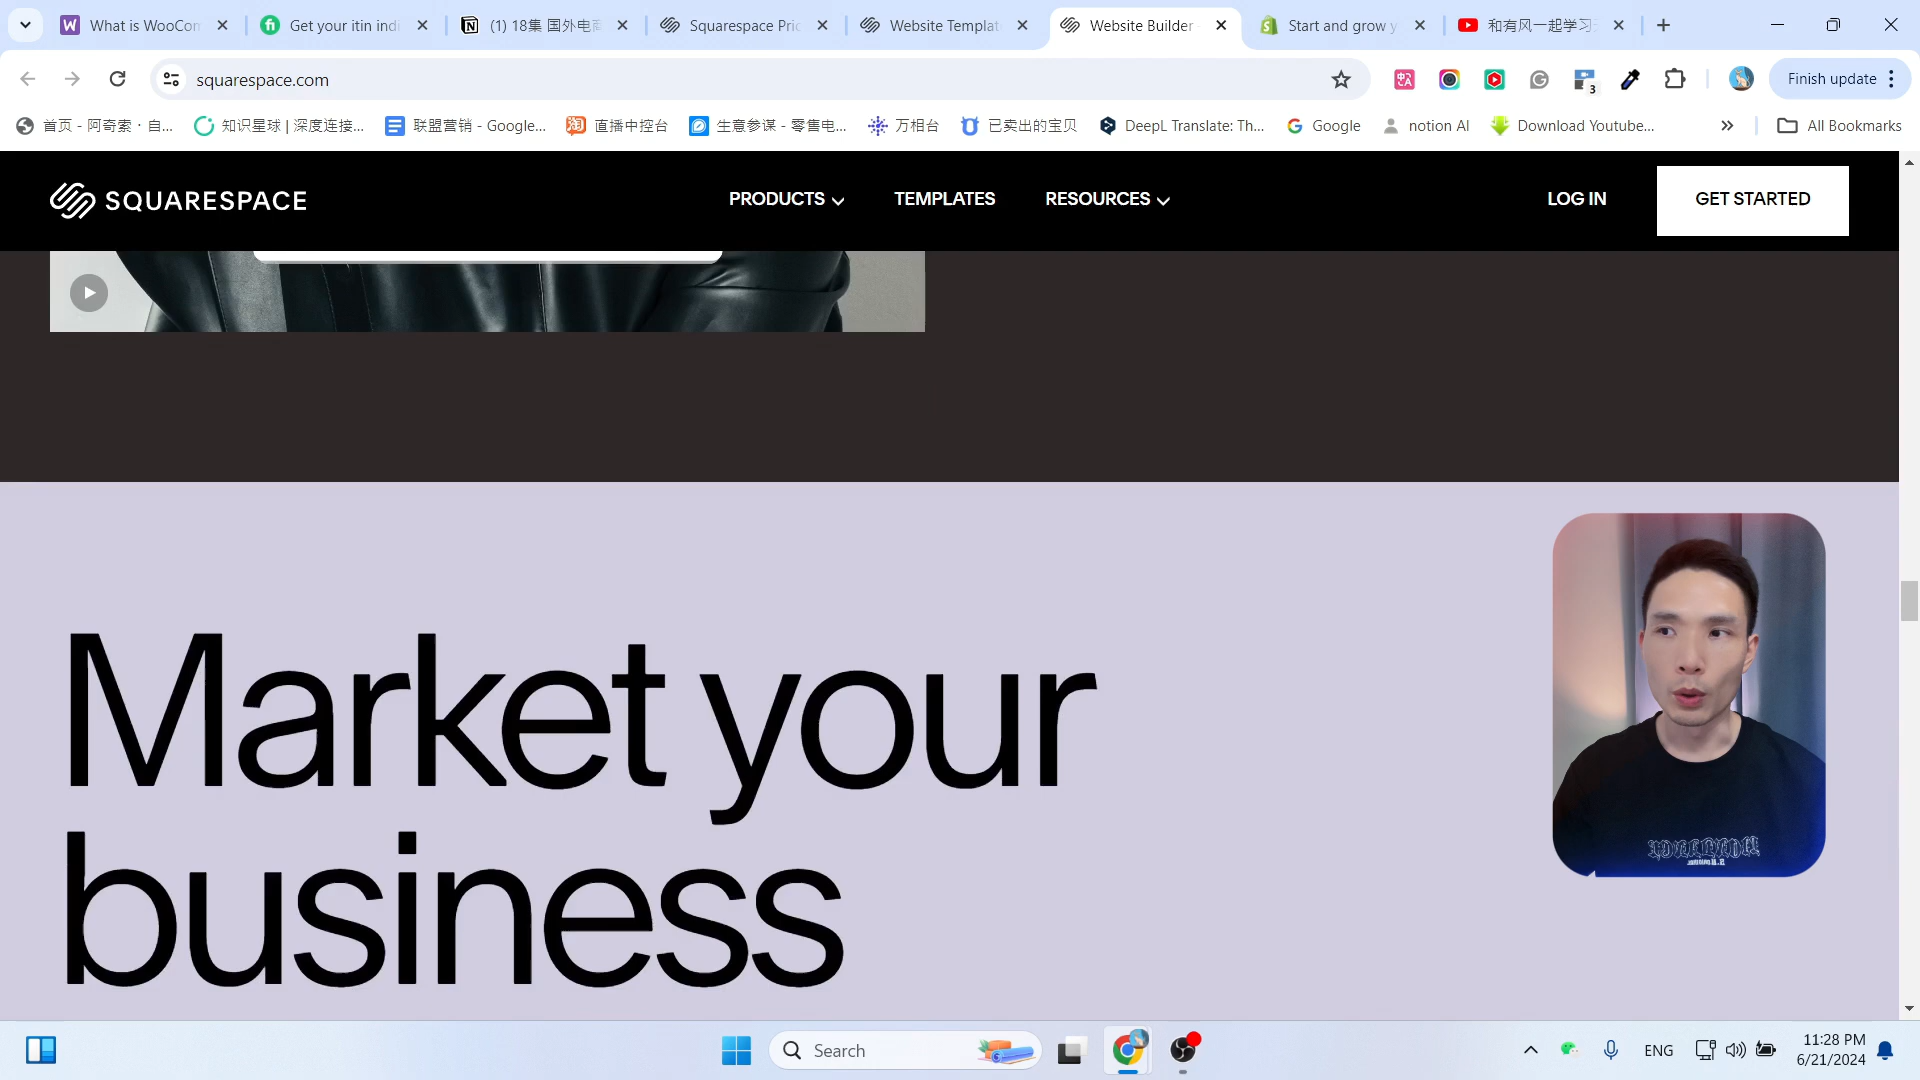 What is WooCom
Get your itin indi
(1) 18集 国外电商
Squarespace Pric
Website Templat
Website Builder
Start and grow y
和有风一起学习
squarespace.com
Finish update
3
首页 - 阿奇索 · 自...
知识星球 | 深度连接...
联盟营销 - Google...
直播中控台
生意参谋 - 零售电...
万相台
已卖出的宝贝
DeepL Translate: Th...
Google
notion AI
Download Youtube...
All Bookmarks
SQUARESPACE
PRODUCTS
TEMPLATES
RESOURCES
LOG IN
GET STARTED
Market your
business
Search
ENG
11:28 PM
6/21/2024